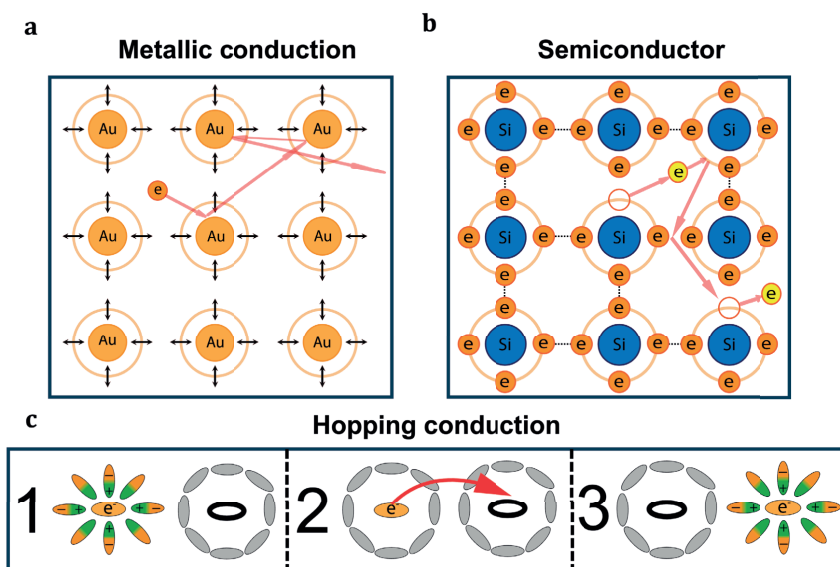 a
Metallic conduction
Au Au Au
e
Au Au Au
Au Au Au
b
Semiconductor
e e e
e Si e e Si e e Si e
e e e e
e e
e Si e e Si e e Si e
e e e
e
e e
e Si e e Si e e Si e
e e e
c
Hopping conduction
1
−
+
− + e⁻ + −
+
−
2
e⁻
3
−
+
− + e⁻ + −
+
−